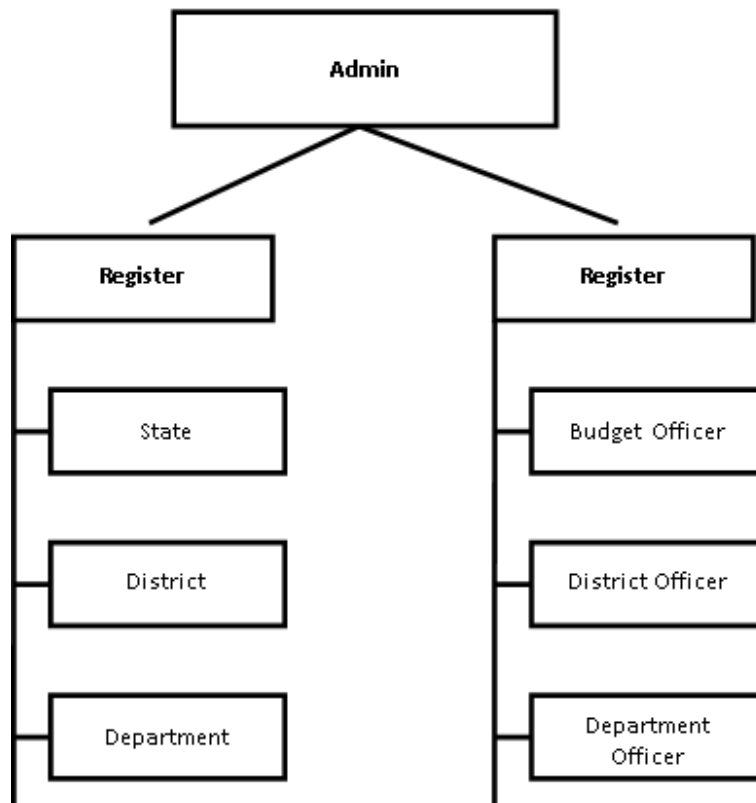 Admin
Register
Register
State
Budget Officer
District
District Officer
Department
Department
Officer